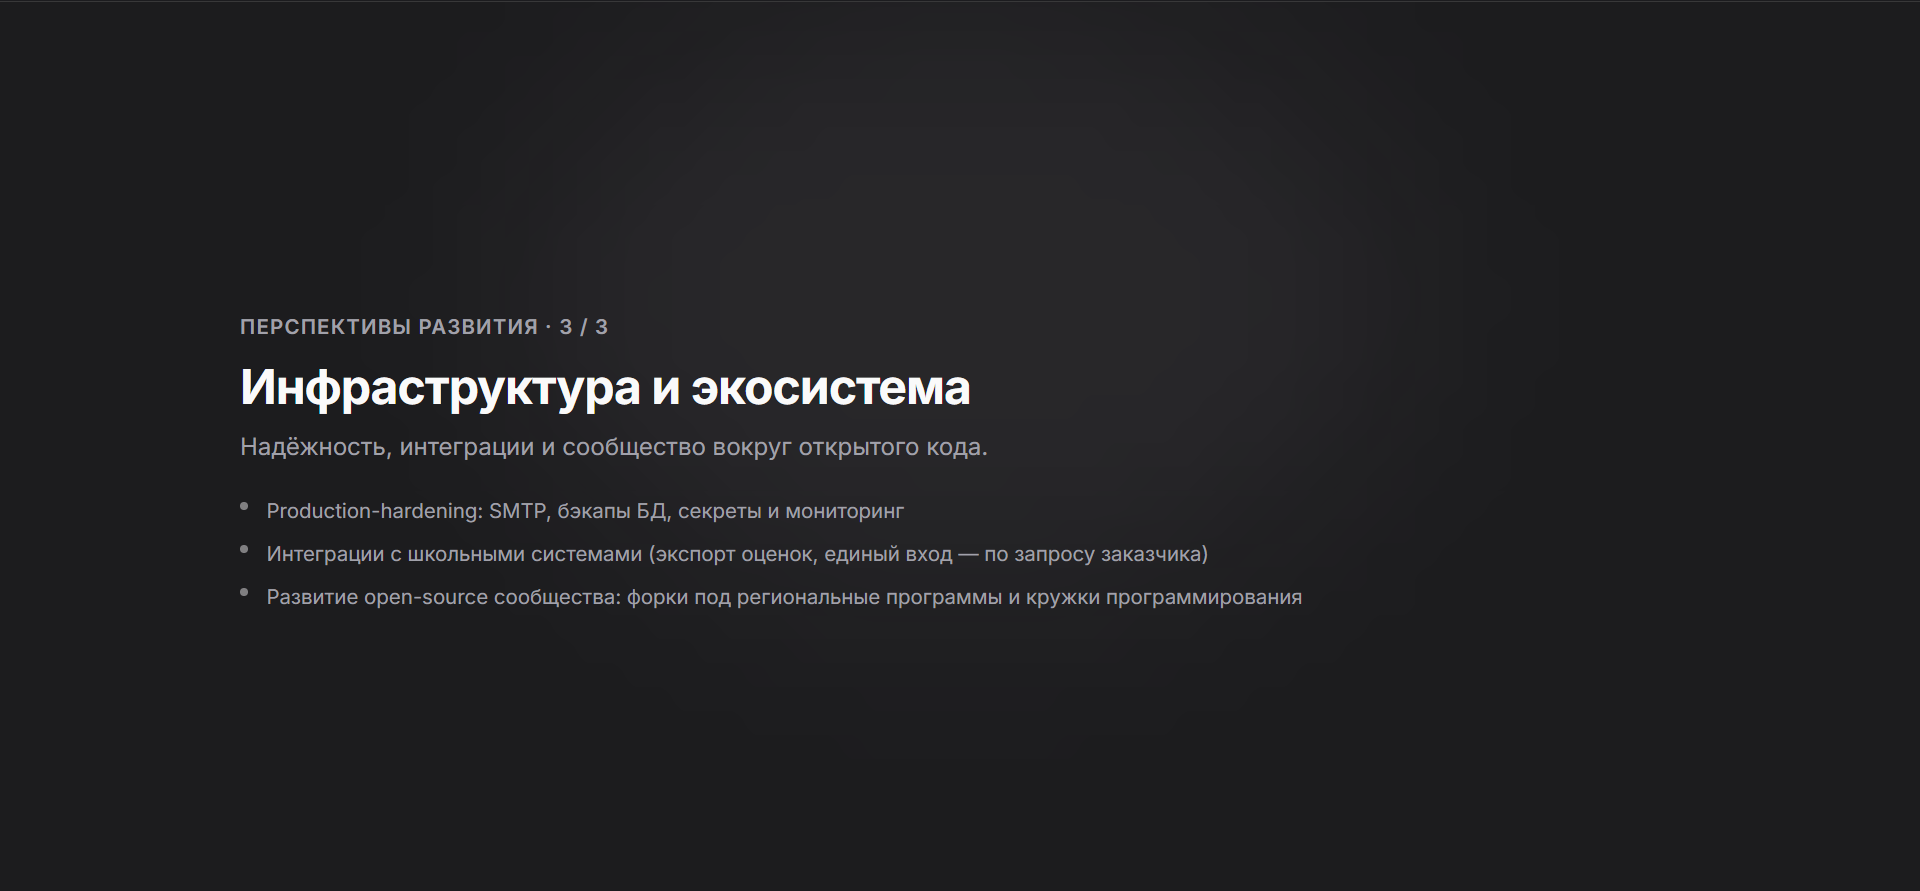 ПЕРСПЕКТИВЫ РАЗВИТИЯ · 3 / 3
Инфраструктура и экосистема
Надёжность, интеграции и сообщество вокруг открытого кода.
Production-hardening: SMTP, бэкапы БД, секреты и мониторинг
Интеграции с школьными системами (экспорт оценок, единый вход — по запросу заказчика)
Развитие open-source сообщества: форки под региональные программы и кружки программирования